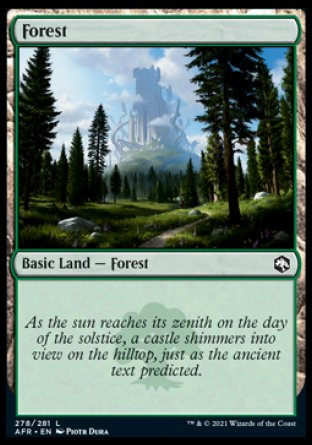 Forest
Basic Land — Forest
As the sun reaches its zenith on the day
of the solstice, a castle shimmers into
view on the hilltop, just as the ancient
text predicted.
278/281 L
AFR • EN Piotr Dura
™ & © 2021 Wizards of the Coast